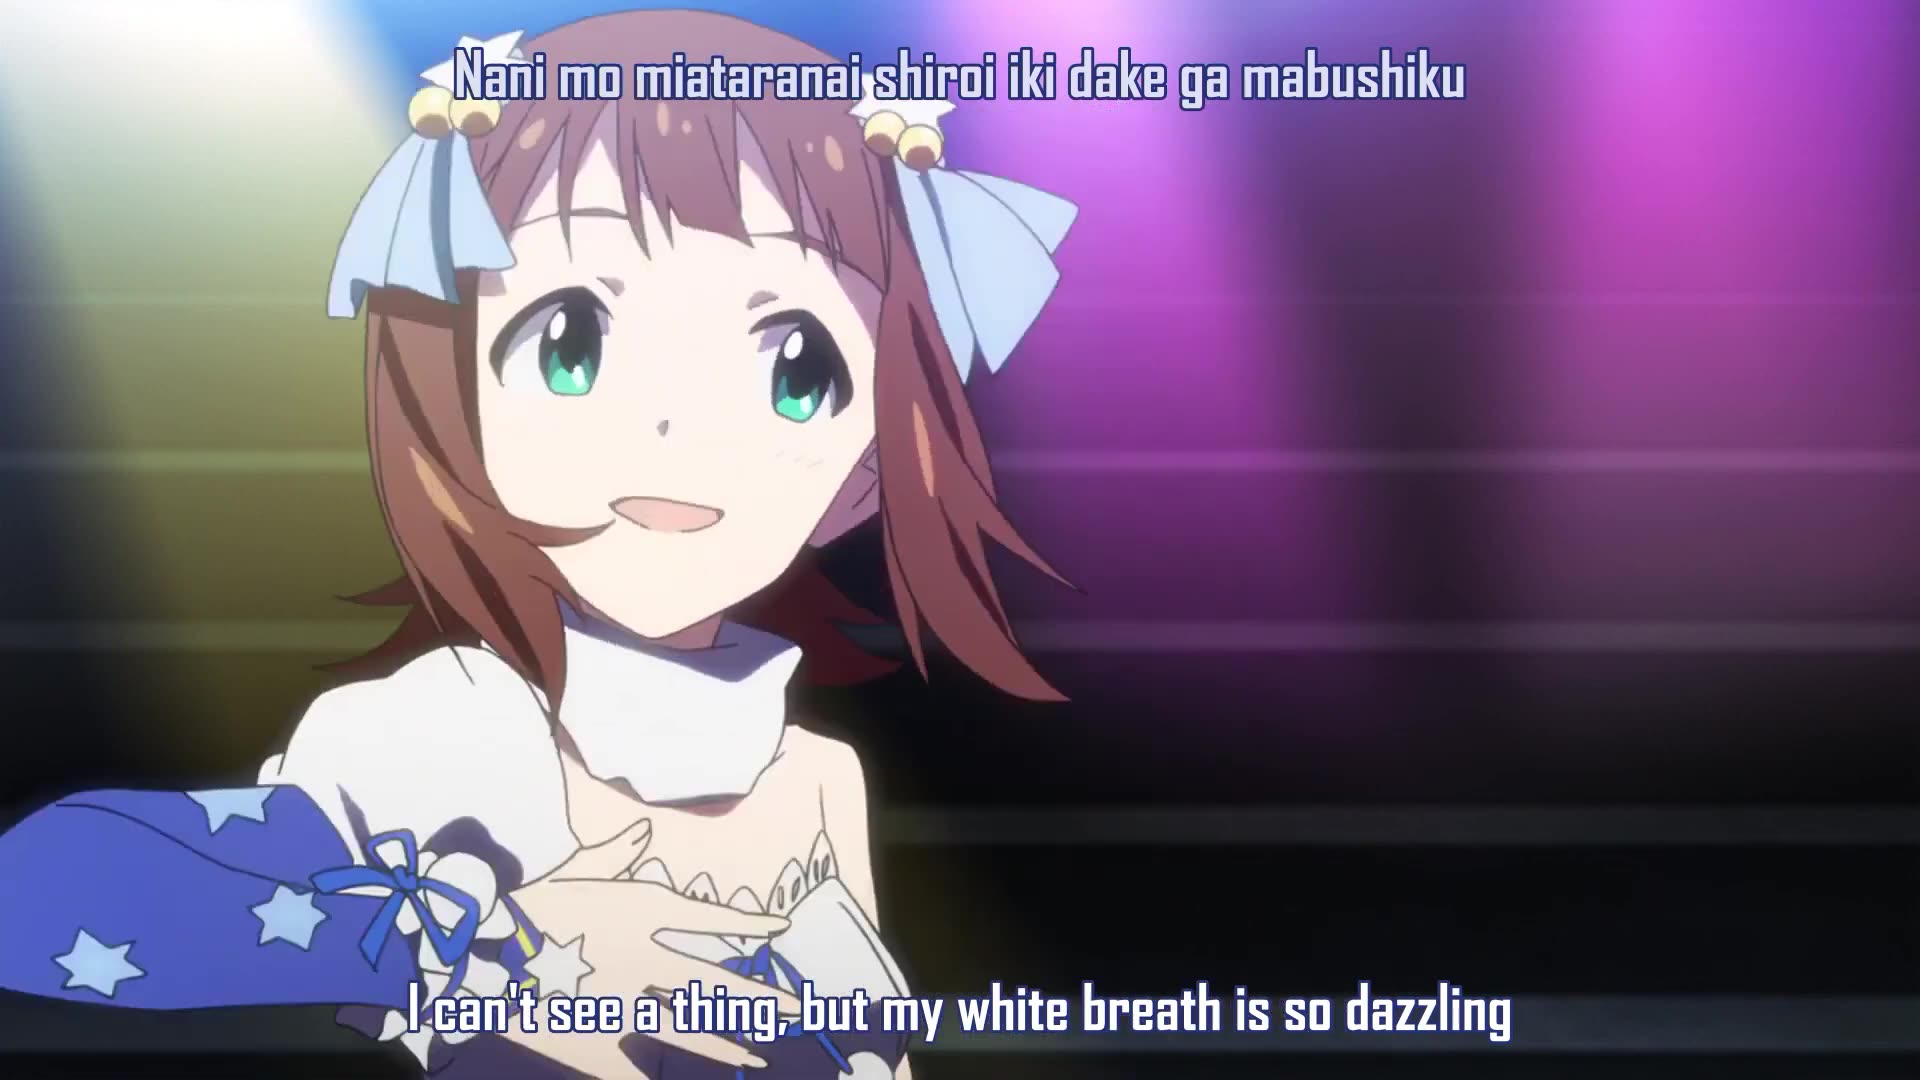 Nani mo miataranai shiroi iki dake ga mabushiku
I can't see a thing, but my white breath is so dazzling